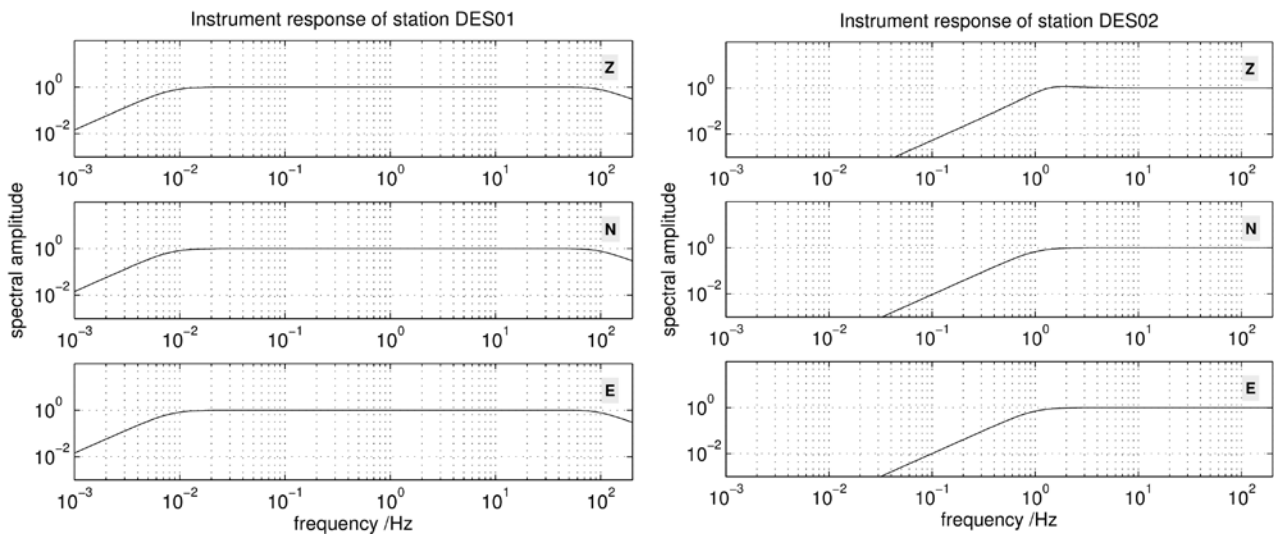 Instrument response of station DES01
Z
10^0
10^-2
10^-3 10^-2 10^-1 10^0 10^1 10^2
N
10^0
10^-2
10^-3 10^-2 10^-1 10^0 10^1 10^2
E
10^0
10^-2
10^-3 10^-2 10^-1 10^0 10^1 10^2
spectral amplitude
frequency /Hz
Instrument response of station DES02
Z
10^0
10^-2
10^-3 10^-2 10^-1 10^0 10^1 10^2
N
10^0
10^-2
10^-3 10^-2 10^-1 10^0 10^1 10^2
E
10^0
10^-2
10^-3 10^-2 10^-1 10^0 10^1 10^2
spectral amplitude
frequency /Hz